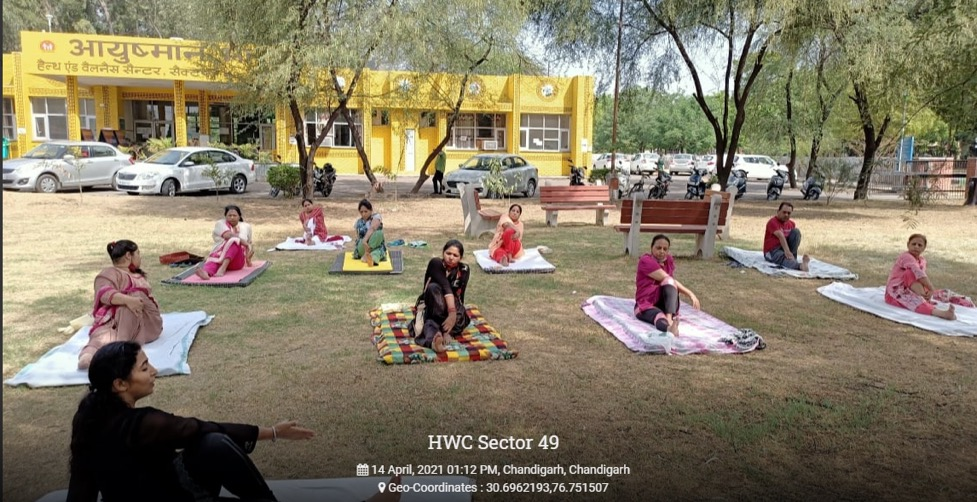 आयुष्मान
हैल्थ एंड वैलनैस सैन्टर, सैक्टर
HWC Sector 49
14 April, 2021 01:12 PM, Chandigarh, Chandigarh
Geo-Coordinates : 30.6962193,76.751507